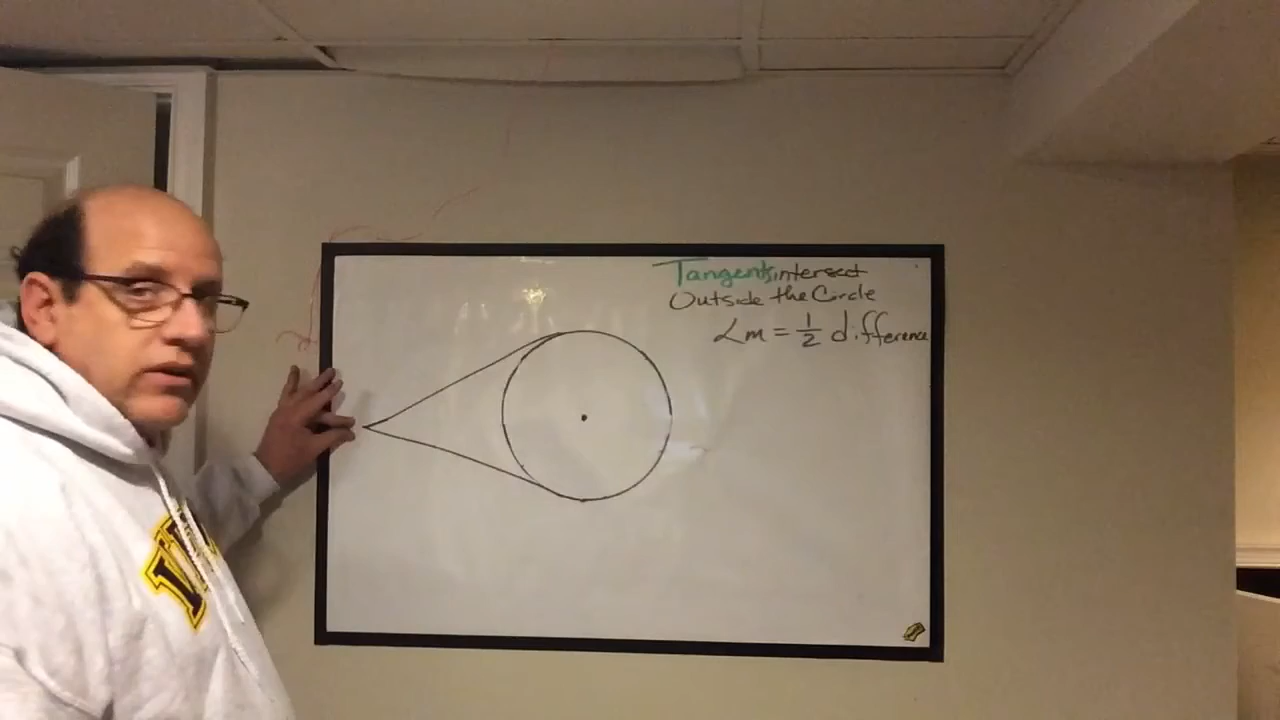 Tangents intersect
Outside the Circle
∠m = 1/2 difference